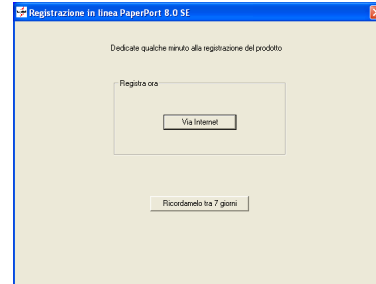 Registrazione in linea PaperPort 8.0 SE
Dedicate qualche minuto alla registrazione del prodotto
Registra ora
Via Internet
Ricordamelo tra 7 giorni